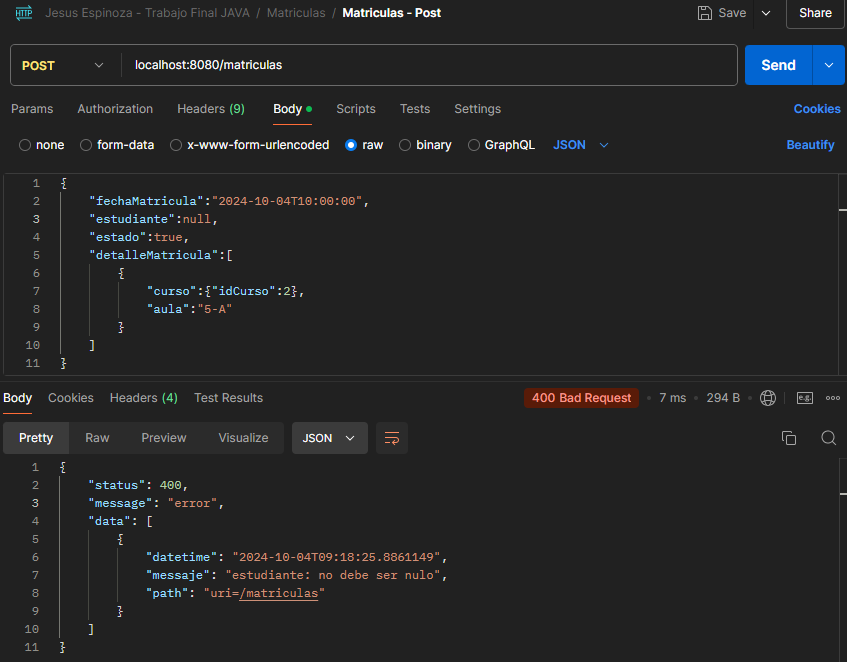 HTTP Jesus Espinoza - Trabajo Final JAVA / Matriculas / Matriculas - Post Save Share
POST localhost:8080/matriculas Send
Params Authorization Headers (9) Body Scripts Tests Settings Cookies
none form-data x-www-form-urlencoded raw binary GraphQL JSON Beautify
1 {
2 "fechaMatricula":"2024-10-04T10:00:00",
3 "estudiante":null,
4 "estado":true,
5 "detalleMatricula":[
6 {
7 "curso":{"idCurso":2},
8 "aula":"5-A"
9 }
10 ]
11 }
Body Cookies Headers (4) Test Results 400 Bad Request 7 ms 294 B e.g.
Pretty Raw Preview Visualize JSON
1 {
2 "status": 400,
3 "message": "error",
4 "data": [
5 {
6 "datetime": "2024-10-04T09:18:25.8861149",
7 "messaje": "estudiante: no debe ser nulo",
8 "path": "uri=/matriculas"
9 }
10 ]
11 }